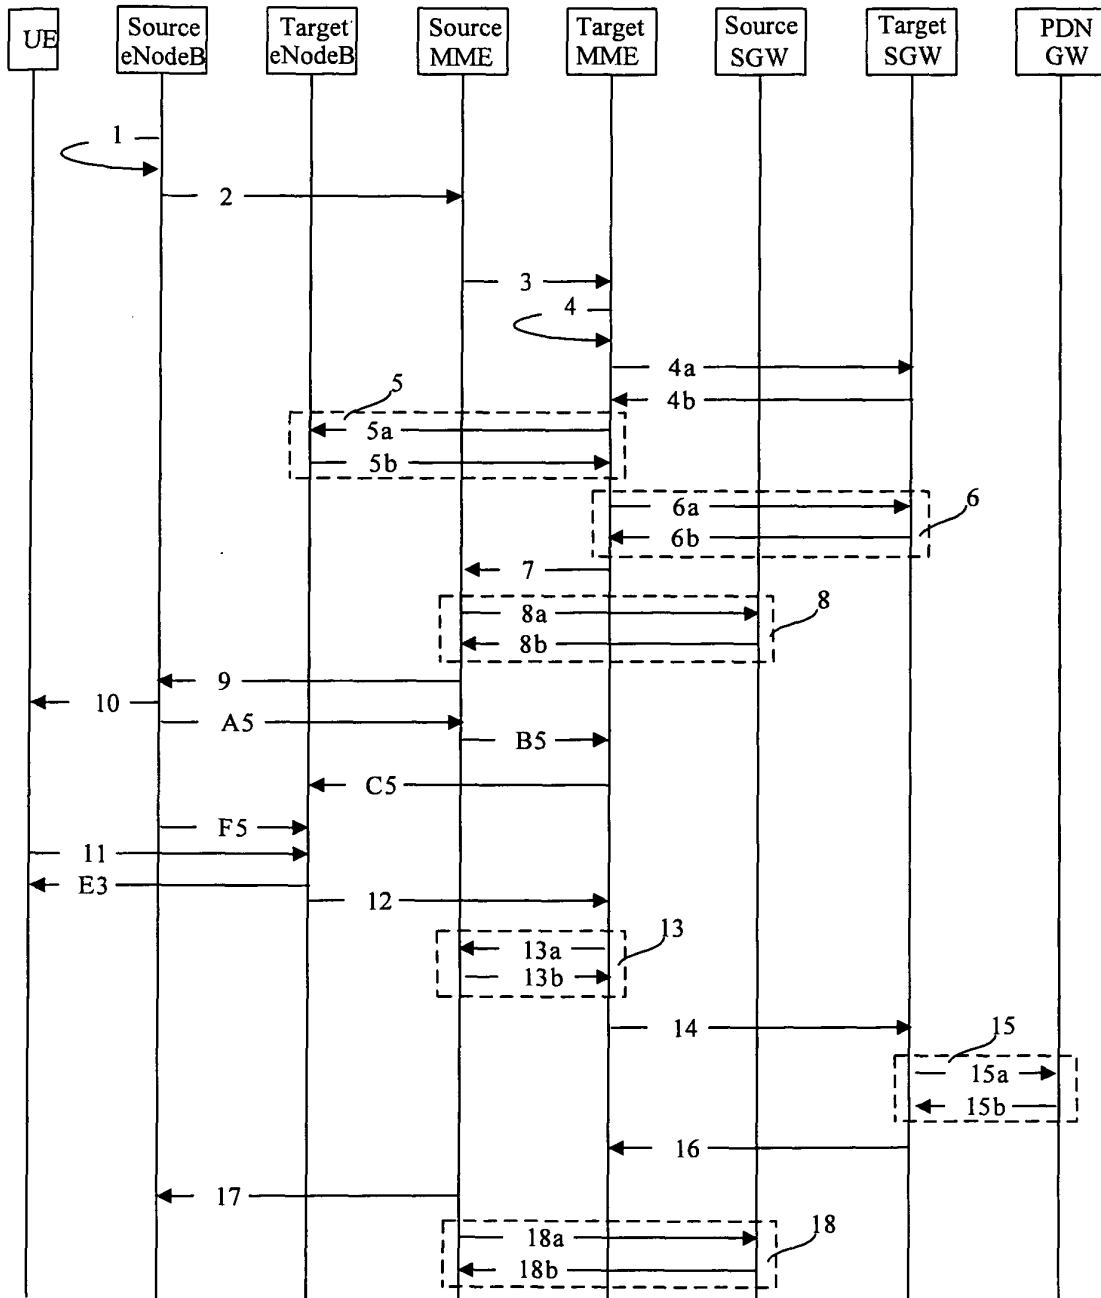 UE
Source
eNodeB
Target
eNodeB
Source
MME
Target
MME
Source
SGW
Target
SGW
PDN
GW
1
2
3
4
4a
4b
5
5a
5b
6a
6
6b
7
8
8a
8b
9
10
A5
B5
C5
F5
11
E3
12
13
13a
13b
14
15
15a
15b
16
17
18
18a
18b